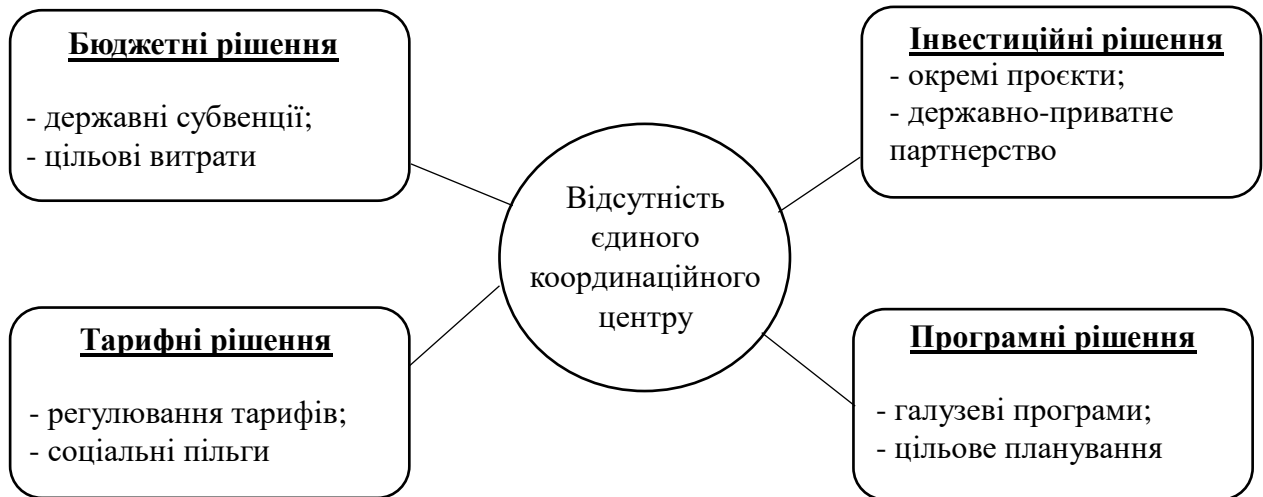 Бюджетні рішення
- державні субвенції;
- цільові витрати
Інвестиційні рішення
- окремі проєкти;
- державно-приватне
партнерство
Відсутність
єдиного
координаційного
центру
Тарифні рішення
- регулювання тарифів;
- соціальні пільги
Програмні рішення
- галузеві програми;
- цільове планування